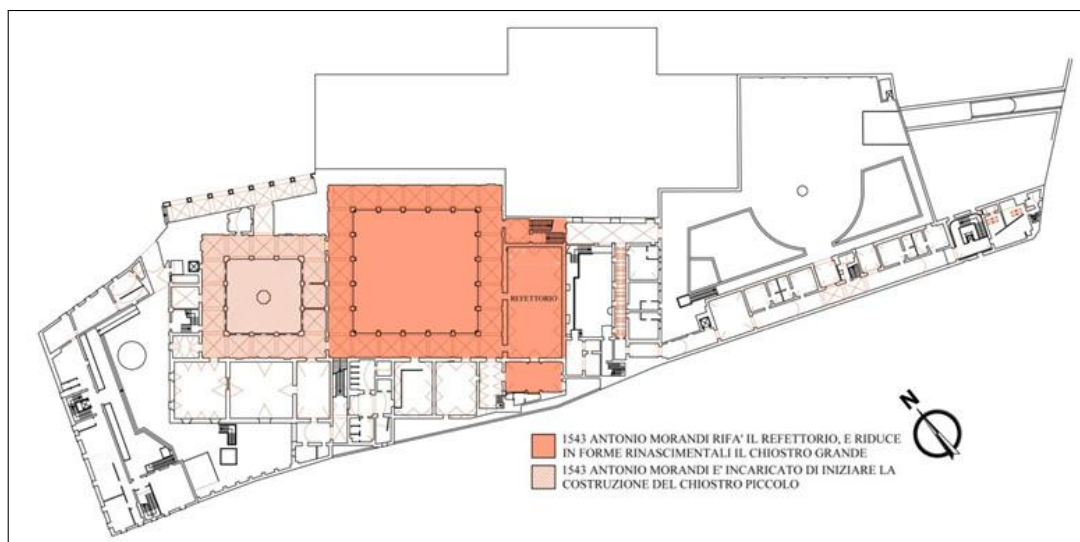 REFETTORIO
N
1543 ANTONIO MORANDI RIFA' IL REFETTORIO, E RIDUCE
IN FORME RINASCIMENTALI IL CHIOSTRO GRANDE
1543 ANTONIO MORANDI E' INCARICATO DI INIZIARE LA
COSTRUZIONE DEL CHIOSTRO PICCOLO